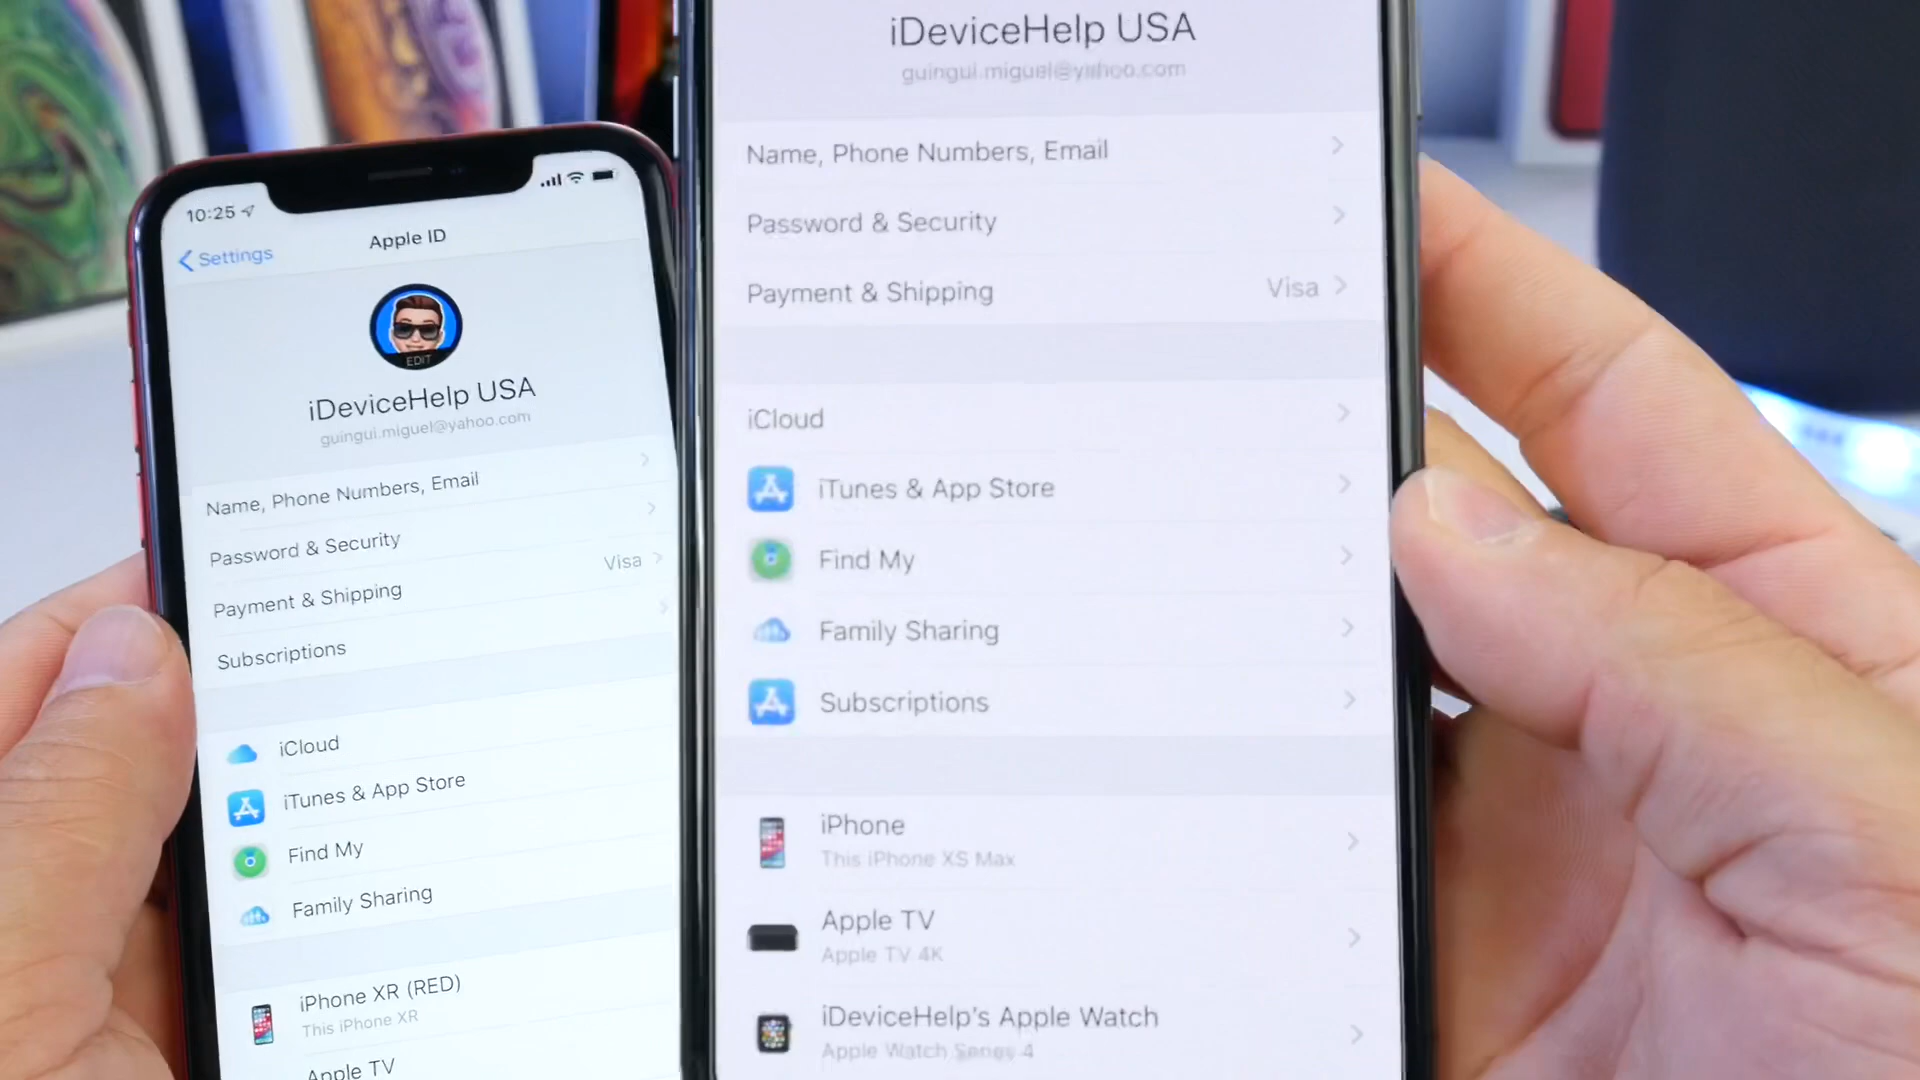 10:25
Settings
Apple ID
EDIT
iDeviceHelp USA
guingui.miguel@yahoo.com
Name, Phone Numbers, Email
Password & Security
Payment & Shipping
Visa
Subscriptions
iCloud
iTunes & App Store
Find My
Family Sharing
iPhone XR (RED)
This iPhone XR
Apple TV
iDeviceHelp USA
guingui.miguel@yahoo.com
Name, Phone Numbers, Email
Password & Security
Payment & Shipping
Visa
iCloud
iTunes & App Store
Find My
Family Sharing
Subscriptions
iPhone
This iPhone XS Max
Apple TV
Apple TV 4K
iDeviceHelp's Apple Watch
Apple Watch Series 4